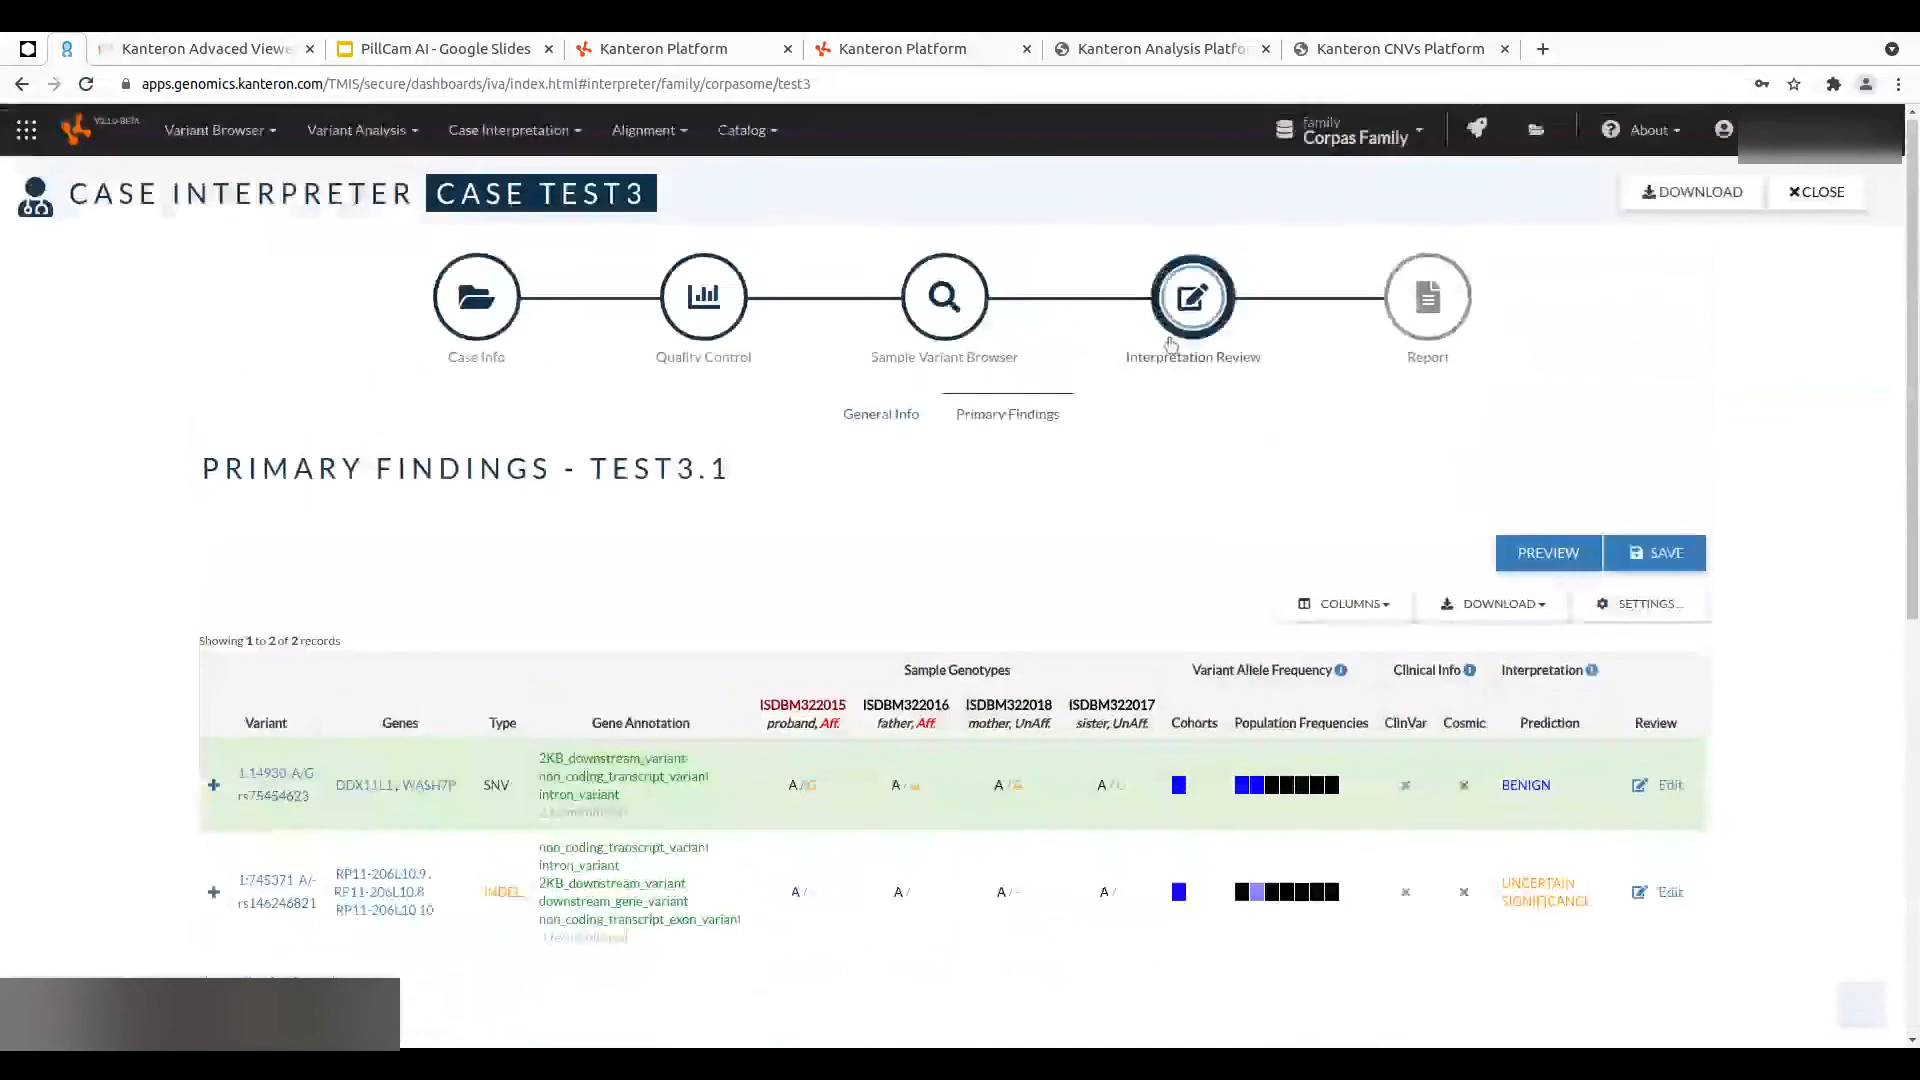 Kanteron Advaced Viewe
PillCam AI - Google Slides
Kanteron Platform
Kanteron Platform
Kanteron Analysis Platfo
Kanteron CNVs Platform
apps.genomics.kanteron.com/TMIS/secure/dashboards/iva/index.html#interpreter/family/corpasome/test3
Variant Browser
Variant Analysis
Case Interpretation
Alignment
Catalog
family
Corpas Family
About
CASE INTERPRETER CASE TEST3
DOWNLOAD
CLOSE
Case Info
Quality Control
Sample Variant Browser
Interpretation Review
Report
General Info
Primary Findings
PRIMARY FINDINGS - TEST3.1
PREVIEW
SAVE
COLUMNS
DOWNLOAD
SETTINGS...
Showing 1 to 2 of 2 records
Sample Genotypes
Variant Allele Frequency
Clinical Info
Interpretation
Variant
Genes
Type
Gene Annotation
ISDBM322015
proband, Aff.
ISDBM322016
father, Aff.
ISDBM322018
mother, UnAff.
ISDBM322017
sister, UnAff.
Cohorts
Population Frequencies
ClinVar
Cosmic
Prediction
Review
1:14930 A/G
rs75454623
DDX11L1, WASH7P
SNV
2KB_downstream_variant
non_coding_transcript_variant
intron_variant
A/G
A/
A/
A/
BENIGN
Edit
1:745371 A/-
rs146246821
RP11-206L10.9,
RP11-206L10.8
RP11-206L10.10
INDEL
non_coding_transcript_variant
intron_variant
2KB_downstream_variant
downstream_gene_variant
non_coding_transcript_exon_variant
A/
A/
A/-
A/
UNCERTAIN
SIGNIFICANCE
Edit